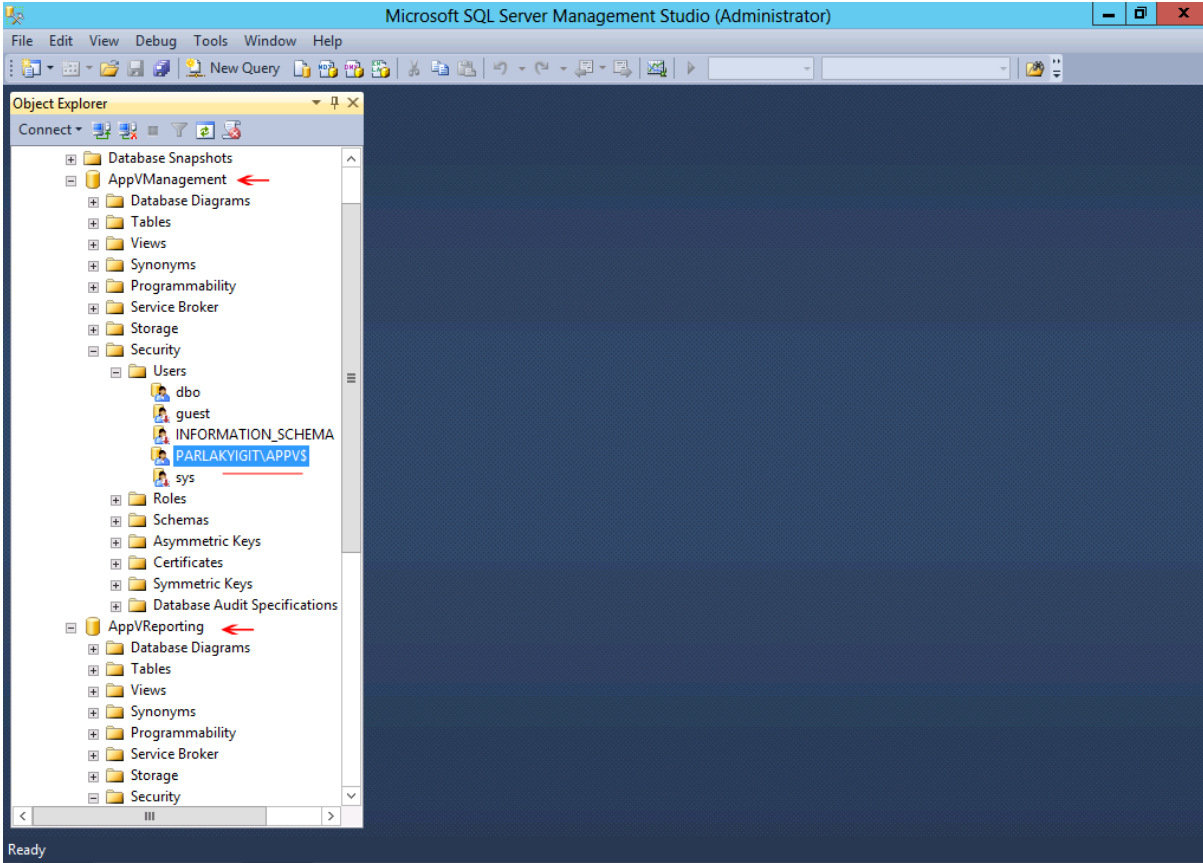 Microsoft SQL Server Management Studio (Administrator)
File Edit View Debug Tools Window Help
New Query
Object Explorer
Connect
Database Snapshots
AppVManagement
Database Diagrams
Tables
Views
Synonyms
Programmability
Service Broker
Storage
Security
Users
dbo
guest
INFORMATION_SCHEMA
PARLAKYIGIT\APPV$
sys
Roles
Schemas
Asymmetric Keys
Certificates
Symmetric Keys
Database Audit Specifications
AppVReporting
Database Diagrams
Tables
Views
Synonyms
Programmability
Service Broker
Storage
Security
Ready